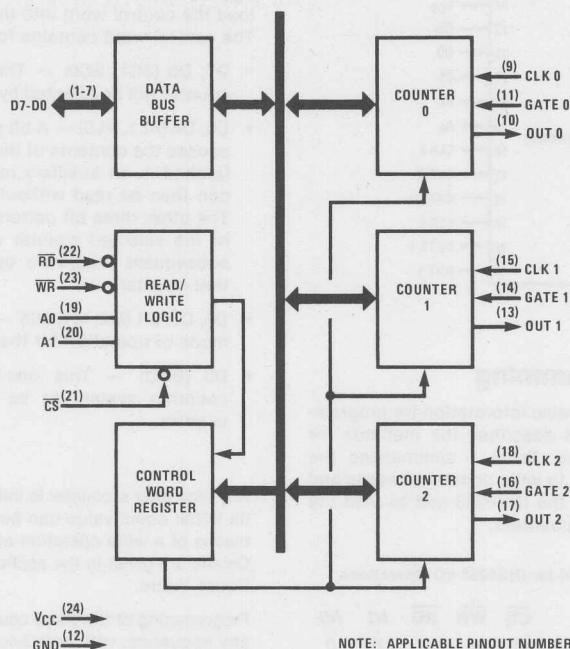 D7-D0
(1-7)
DATA
BUS
BUFFER
COUNTER
0
(9)
CLK 0
(11)
GATE 0
(10)
OUT 0
RD
(22)
WR
(23)
A0
(19)
A1
(20)
READ/
WRITE
LOGIC
CS
(21)
COUNTER
1
(15)
CLK 1
(14)
GATE 1
(13)
OUT 1
CONTROL
WORD
REGISTER
COUNTER
2
(18)
CLK 2
(16)
GATE 2
(17)
OUT 2
VCC
(24)
GND
(12)
NOTE: APPLICABLE PINOUT NUMBER